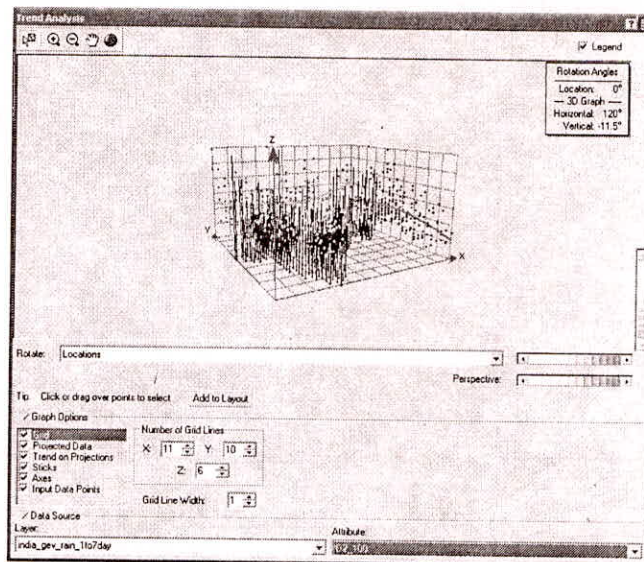 Trend Analysis
Legend
Rotation Angles
Location: 0°
3D Graph
Horizontal: 120°
Vertical: -11.5°
Z
Y
X
Rotate: Locations
Perspective:
Tip: Click or drag over points to select Add to Layout
Graph Options
Grid
Projected Data
Trend on Projections
Sticks
Axes
Input Data Points
Number of Grid Lines
X: 11 Y: 10
Z: 6
Grid Line Width: 1
Data Source
Layer:
india_gev_rain_1to7day
Attribute:
D2_100